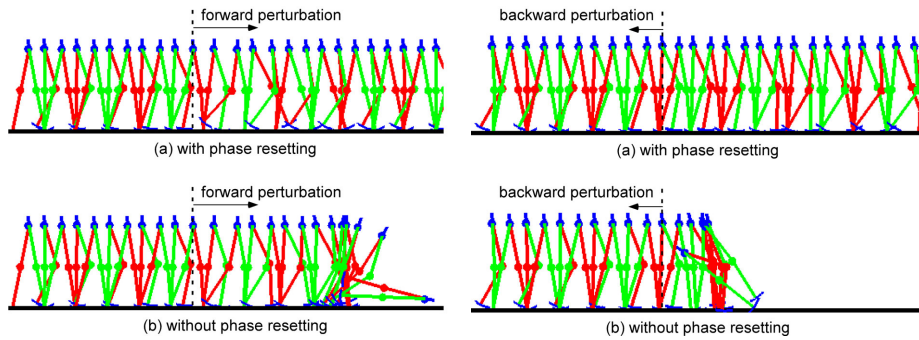 forward perturbation
(a) with phase resetting
forward perturbation
(b) without phase resetting
backward perturbation
(a) with phase resetting
backward perturbation
(b) without phase resetting